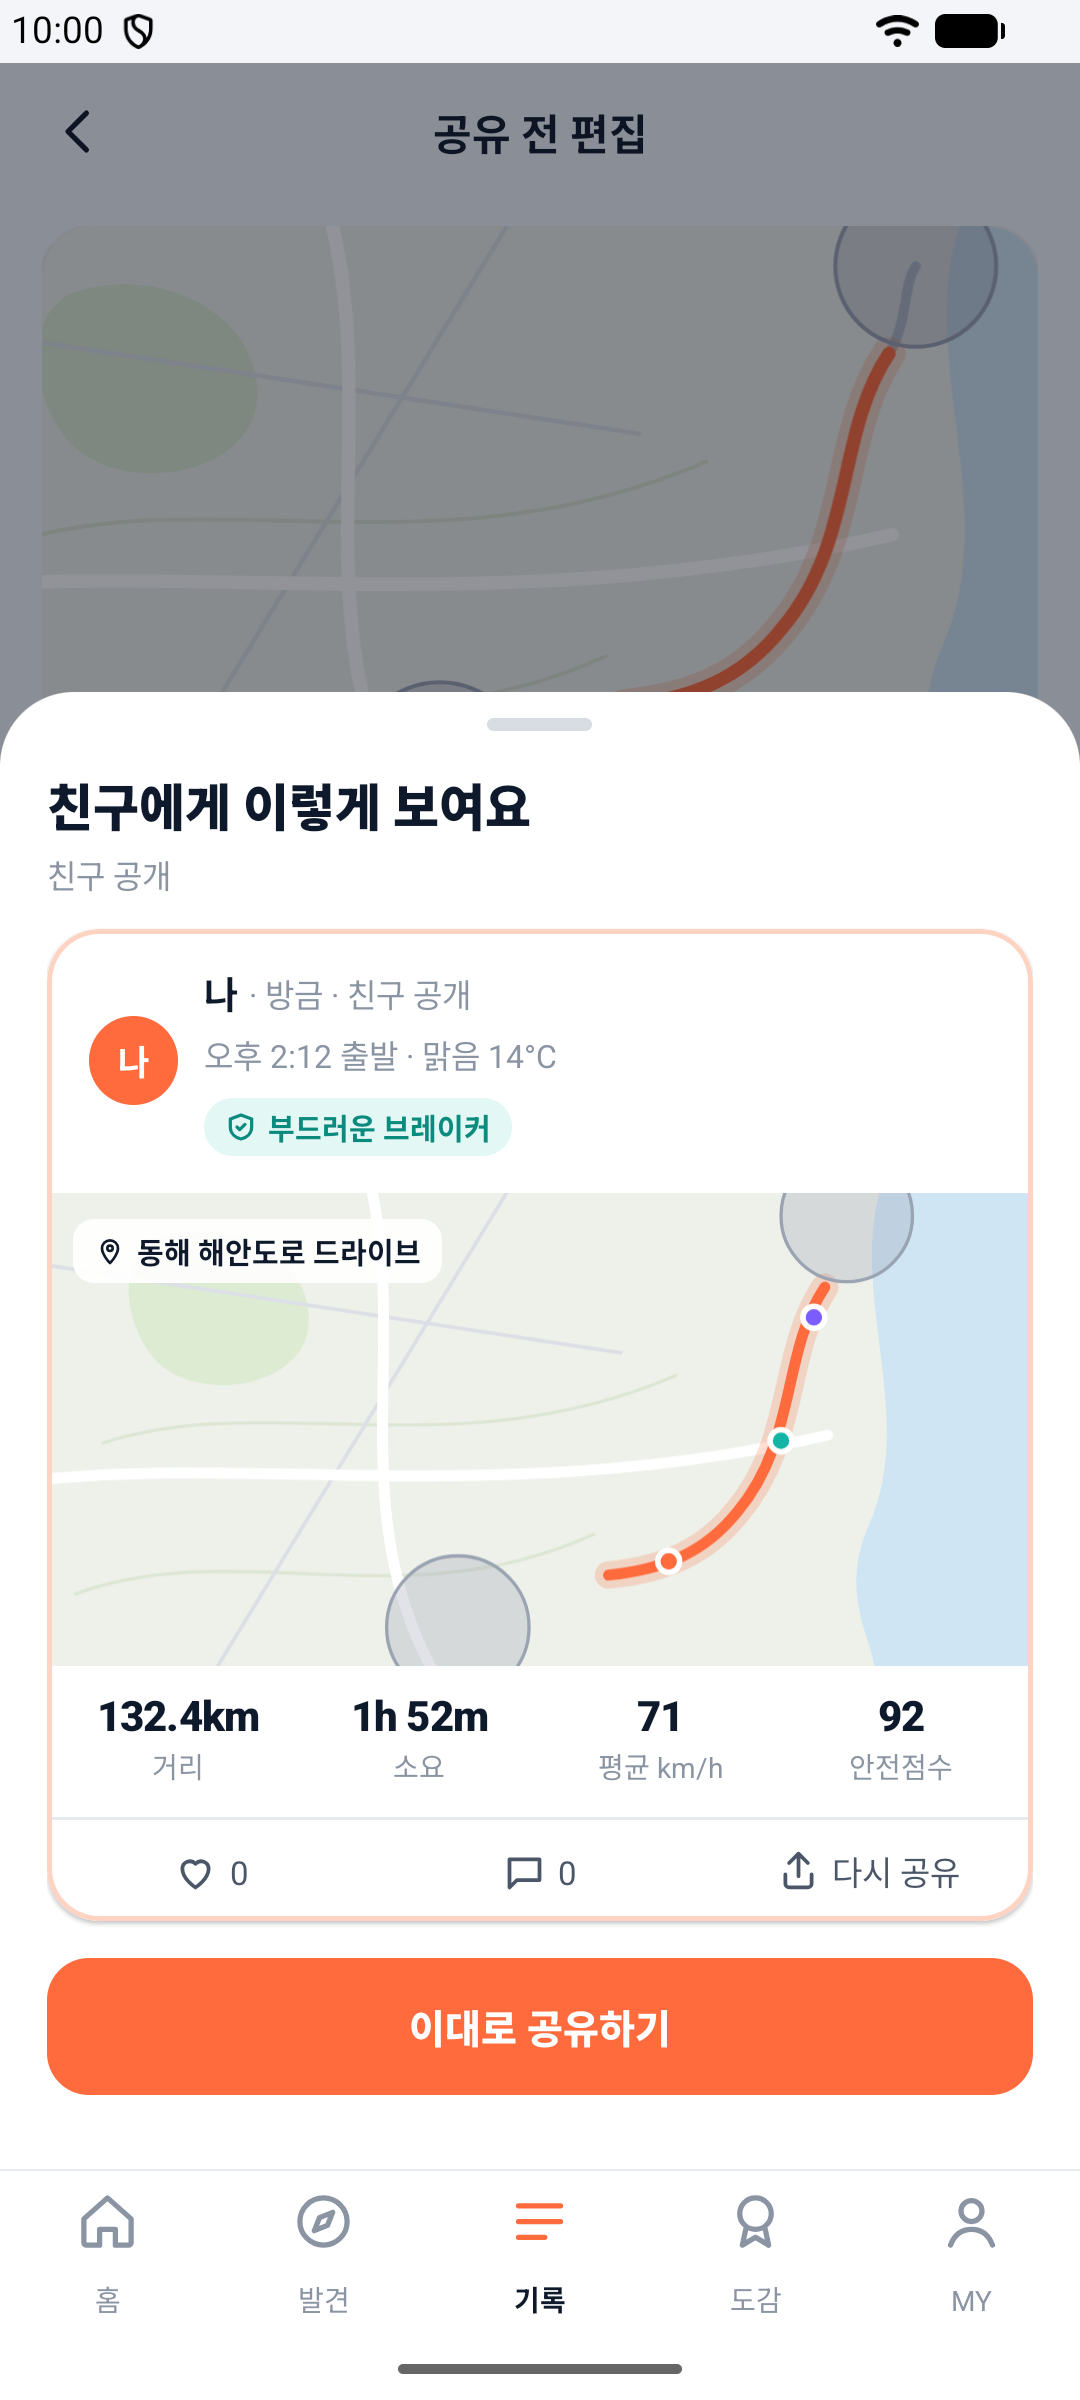 10:00
공유 전 편집
친구에게 이렇게 보여요
친구 공개
나 · 방금 · 친구 공개
나
오후 2:12 출발 · 맑음 14°C
부드러운 브레이커
동해 해안도로 드라이브
132.4km 1h 52m 71 92
거리 소요 평균 km/h 안전점수
0 0 다시 공유
이대로 공유하기
홈 발견 기록 도감 MY